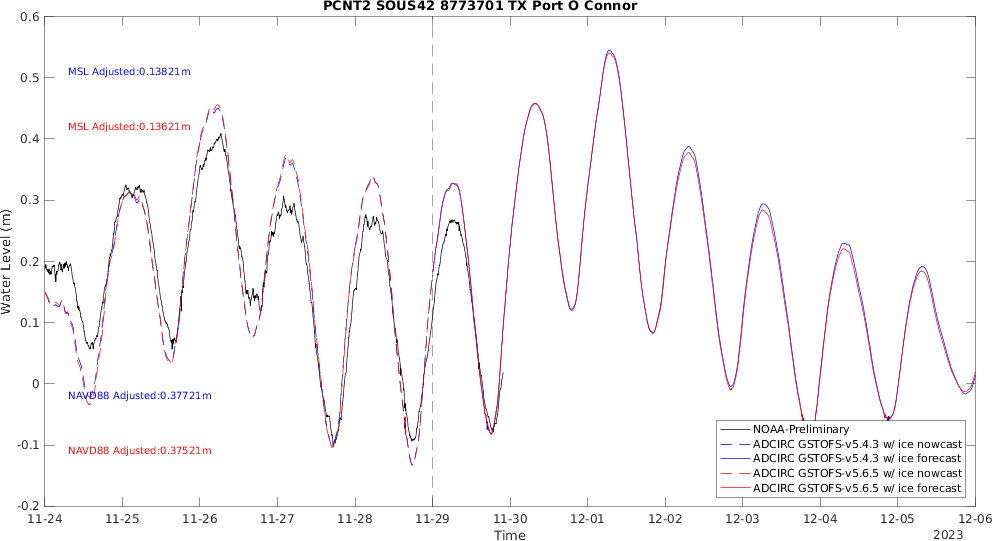 PCNT2 SOUS42 8773701 TX Port O Connor
0.6
0.5
0.4
0.3
0.2
0.1
0
-0.1
-0.2
Water Level (m)
MSL Adjusted:0.13821m
MSL Adjusted:0.13621m
NAVD88 Adjusted:0.37721m
NAVD88 Adjusted:0.37521m
NOAA-Preliminary
ADCIRC GSTOFS-v5.4.3 w/ ice nowcast
ADCIRC GSTOFS-v5.4.3 w/ ice forecast
ADCIRC GSTOFS-v5.6.5 w/ ice nowcast
ADCIRC GSTOFS-v5.6.5 w/ ice forecast
11-24 11-25 11-26 11-27 11-28 11-29 11-30 12-01 12-02 12-03 12-04 12-05 12-06
Time
2023